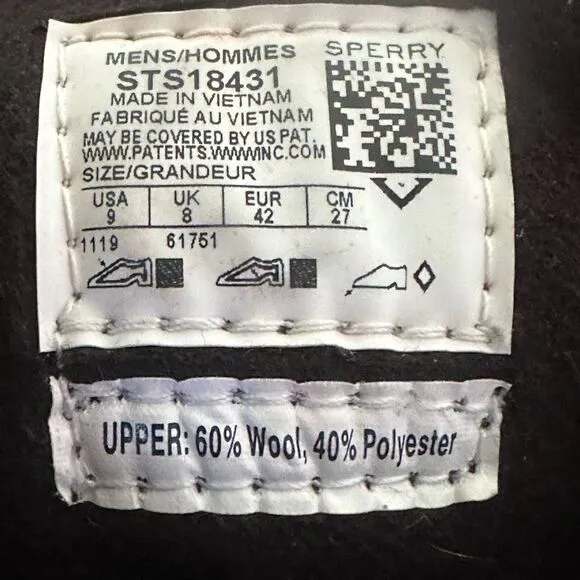 MENS/HOMMES SPERRY
STS18431
MADE IN VIETNAM
FABRIQUÉ AU VIETNAM
MAY BE COVERED BY US PAT.
WWW.PATENTS.WWWINC.COM
SIZE/GRANDEUR
USA UK EUR CM
9 8 42 27
1119 61751
UPPER: 60% Wool, 40% Polyester